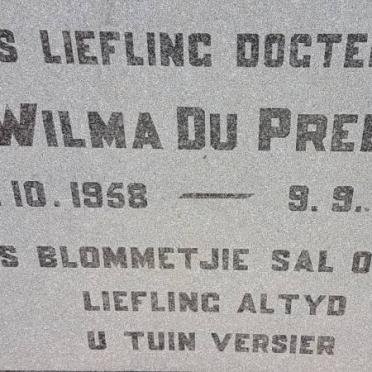 S LIEFLING DOGTE
WILMA DU PRE
10. 1958 — 9. 9.
S BLOMMETJIE SAL
LIEFLING ALTYD
U TUIN VERSIER